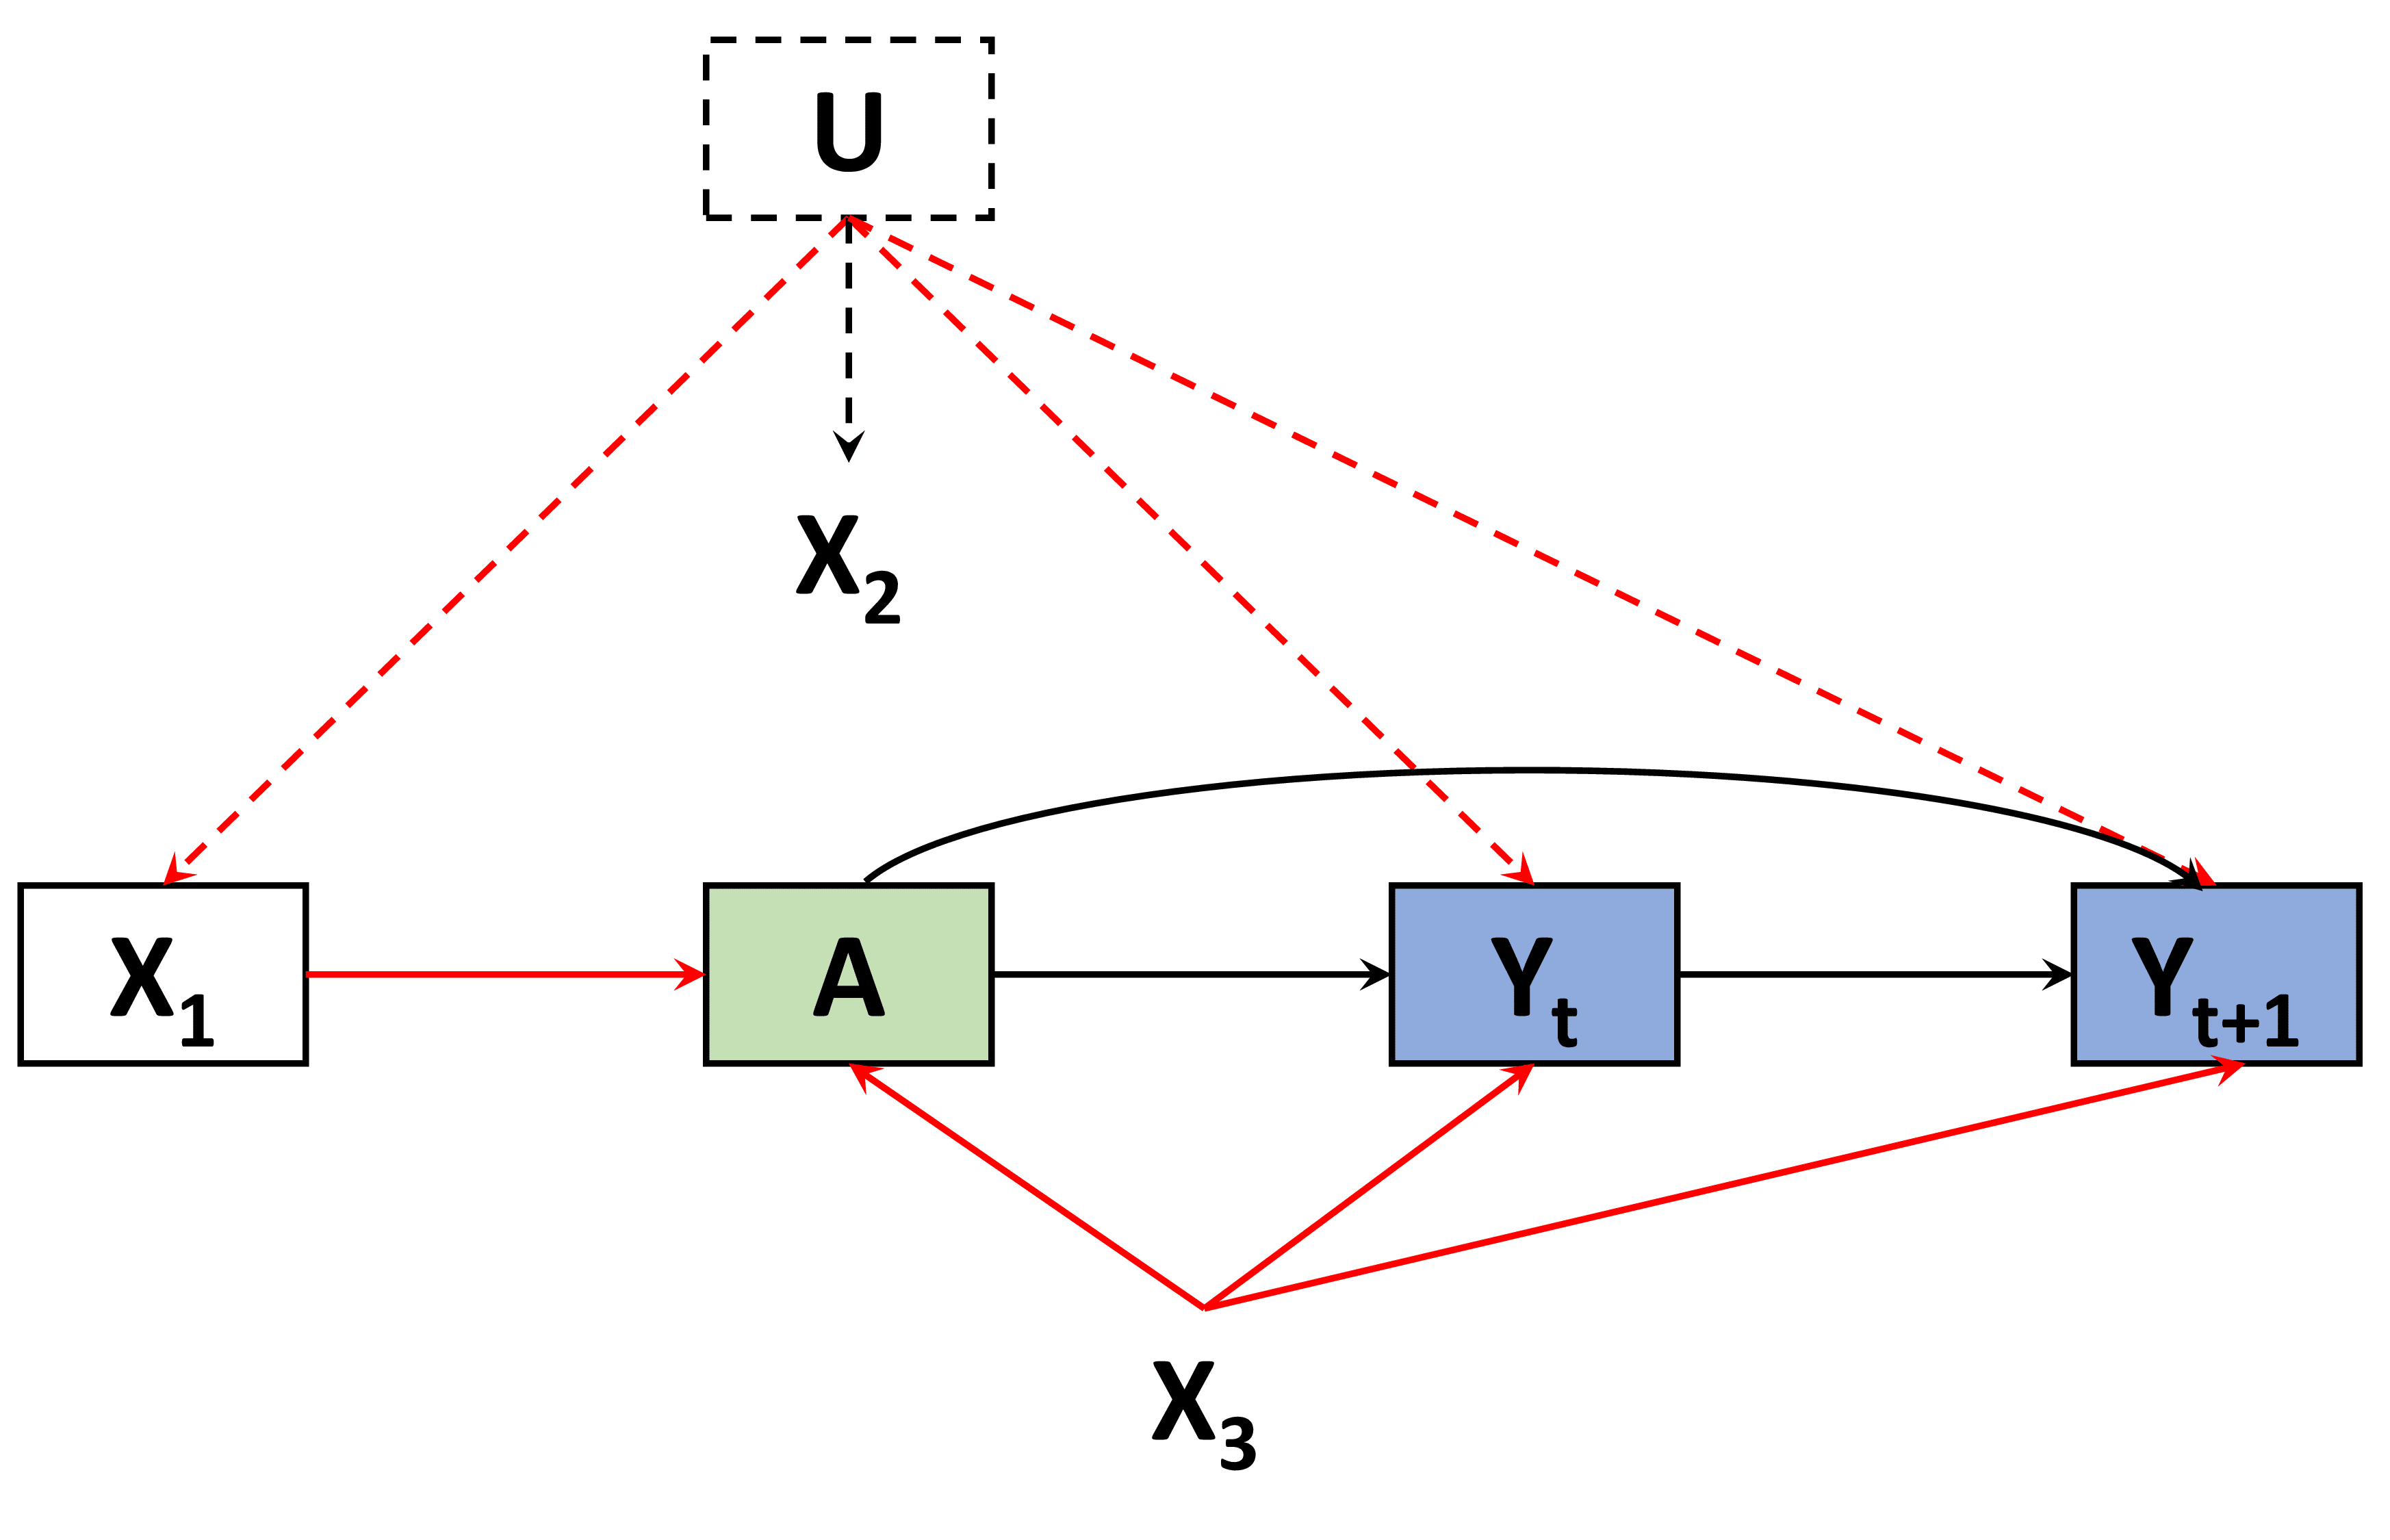 U
X₂
X₁
A
Yₜ
Yₜ₊₁
X₃